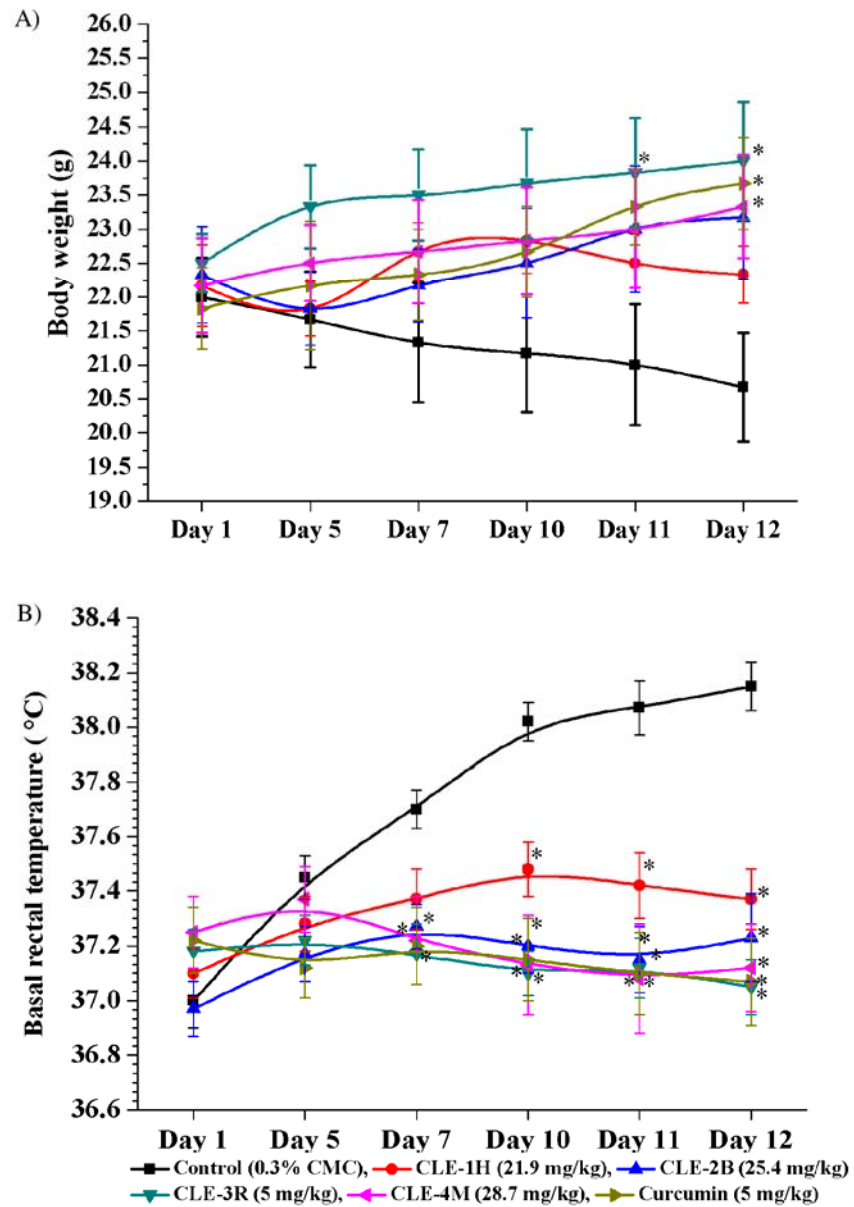 A)
Body weight (g)
26.0
25.5
25.0
24.5
24.0
23.5
23.0
22.5
22.0
21.5
21.0
20.5
20.0
19.5
19.0
* * * *
Day 1 Day 5 Day 7 Day 10 Day 11 Day 12
B)
Basal rectal temperature ( °C)
38.4
38.2
38.0
37.8
37.6
37.4
37.2
37.0
36.8
36.6
Day 1 Day 5 Day 7 Day 10 Day 11 Day 12
Control (0.3% CMC), CLE-1H (21.9 mg/kg), CLE-2B (25.4 mg/kg)
CLE-3R (5 mg/kg), CLE-4M (28.7 mg/kg), Curcumin (5 mg/kg)